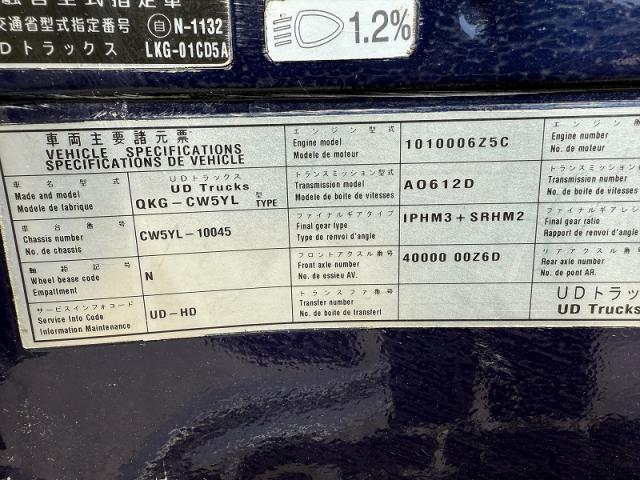 融合型式指定車
交通省型式指定番号 自 N-1132
UDトラックス LKG-01CD5A
1.2%
車両主要諸元票
VEHICLE SPECIFICATIONS
SPECIFICATIONS DE VEHICLE
車名型式
Made and model
Modele de fabrique
UDトラックス
UD Trucks
QKG-CW5YL 型 TYPE
車台番号
Chassis number
No. de chassis
CW5YL-10045
軸距記号
Wheel base code
Empattment
N
サービスインフォコード
Service Info Code
Information Maintenance
UD-HD
エンジン型式
Engine model
Modele de moteur
1010006Z5C
トランスミッション型式
Transmission model
Modele de boite de vitesses
A0612D
ファイナルギアタイプ
Final gear type
Type de renvoi d'angle
IPHM3+SRHM2
フロントアクスル番号
Front axle number
No. de essieu AV.
40000 00Z6D
トランスファ番号
Transfer number
No. de boite de transfert
エンジン番
Engine number
No. de moteur
トランスミッション
Transmission number
No. de boite de vitesses
ファイナルギアレシ
Final gear ratio
Rapport de renvoi d'angle
リアアクスル番号
Rear axle number
No. de pont AR.
UDトラッ
UD Trucks